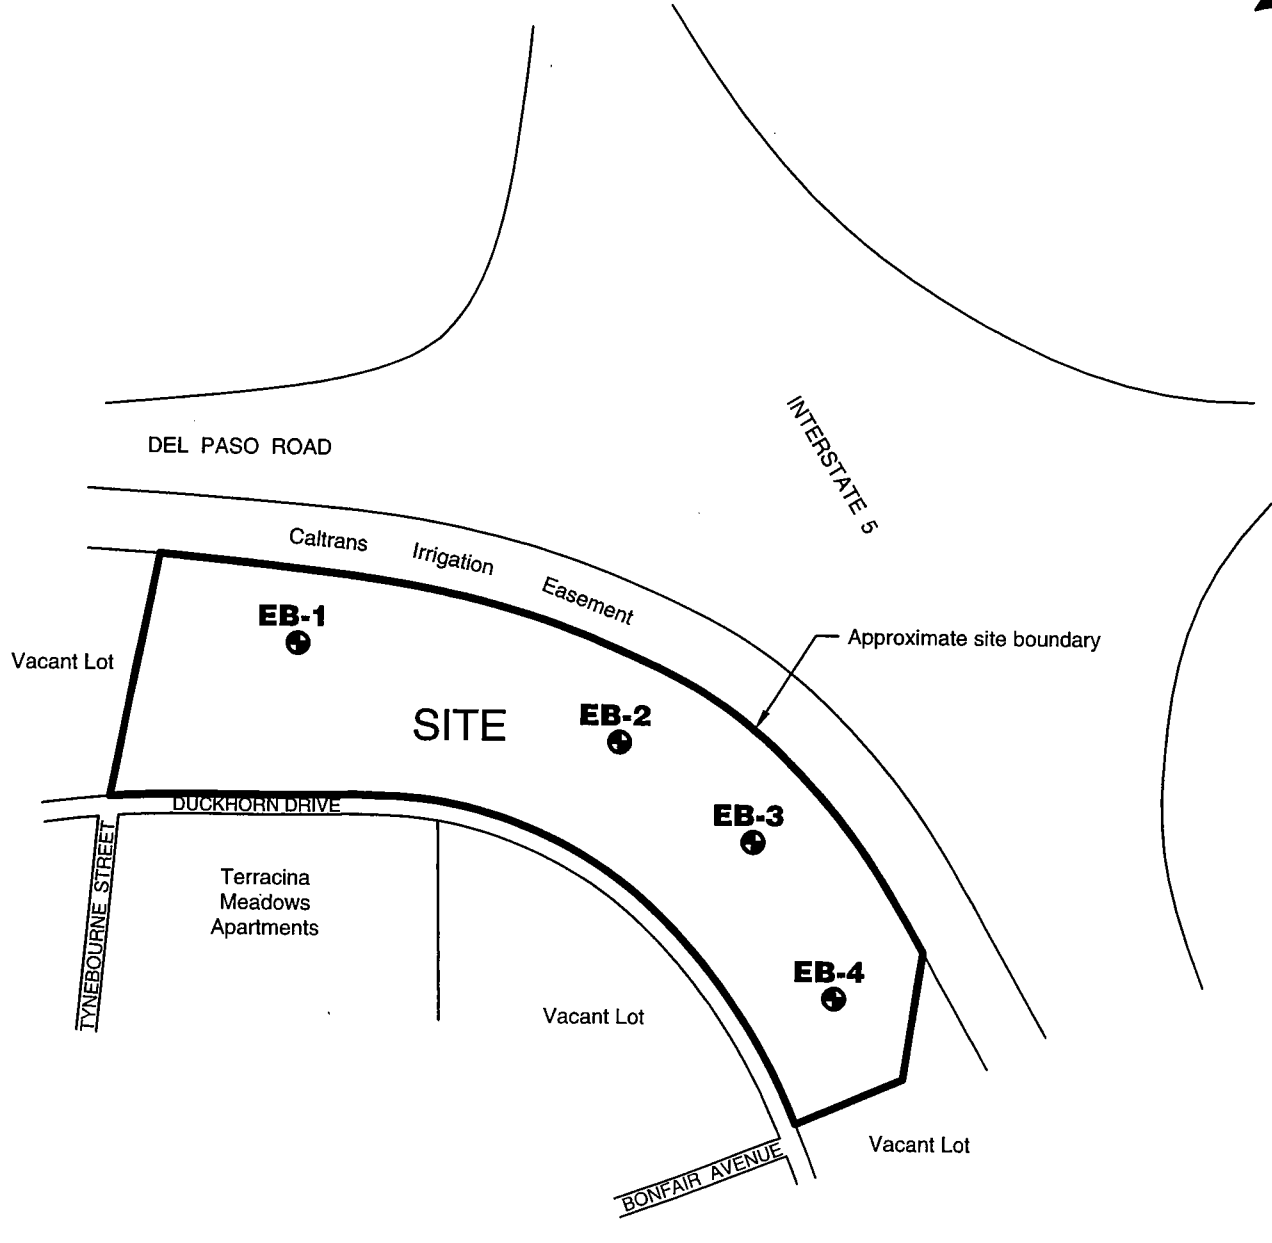 DEL PASO ROAD
INTERSTATE 5
Caltrans Irrigation Easement
EB-1
Approximate site boundary
Vacant Lot
SITE
EB-2
DUCKHORN DRIVE
EB-3
TYNEBOURNE STREET
Terracina
Meadows
Apartments
EB-4
Vacant Lot
Vacant Lot
BONFAIR AVENUE